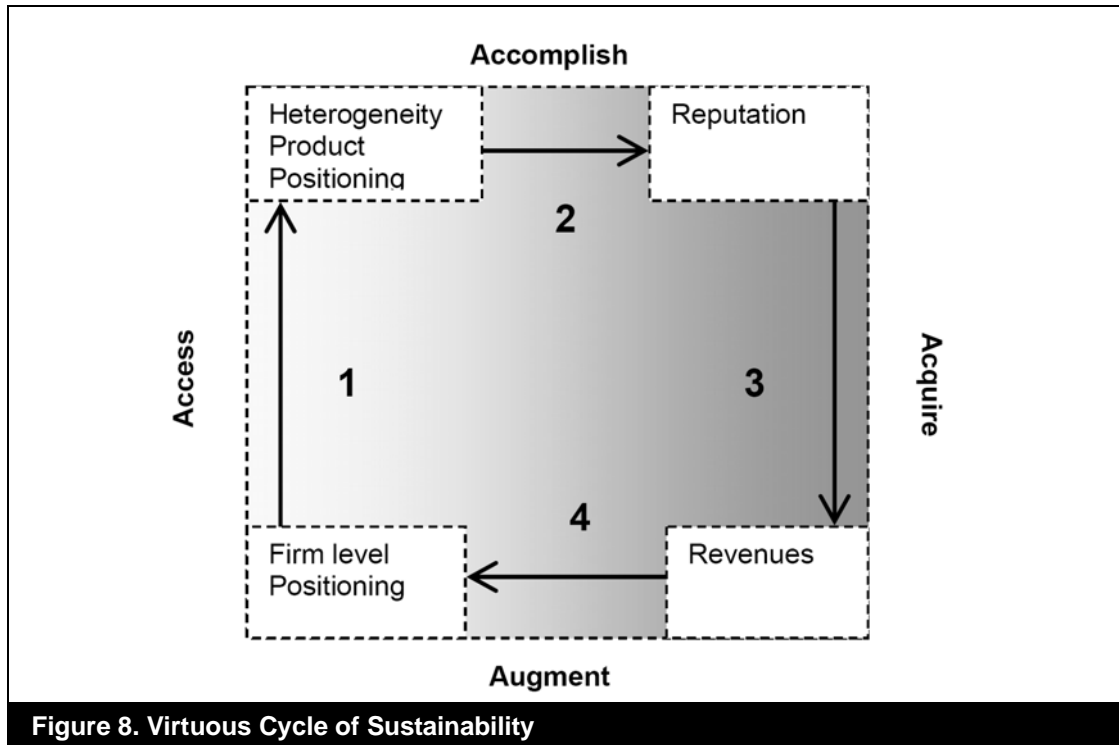 Accomplish
Heterogeneity
Product
Positioning
Reputation
2
Access
1
3
Acquire
4
Firm level
Positioning
Revenues
Augment
Figure 8. Virtuous Cycle of Sustainability